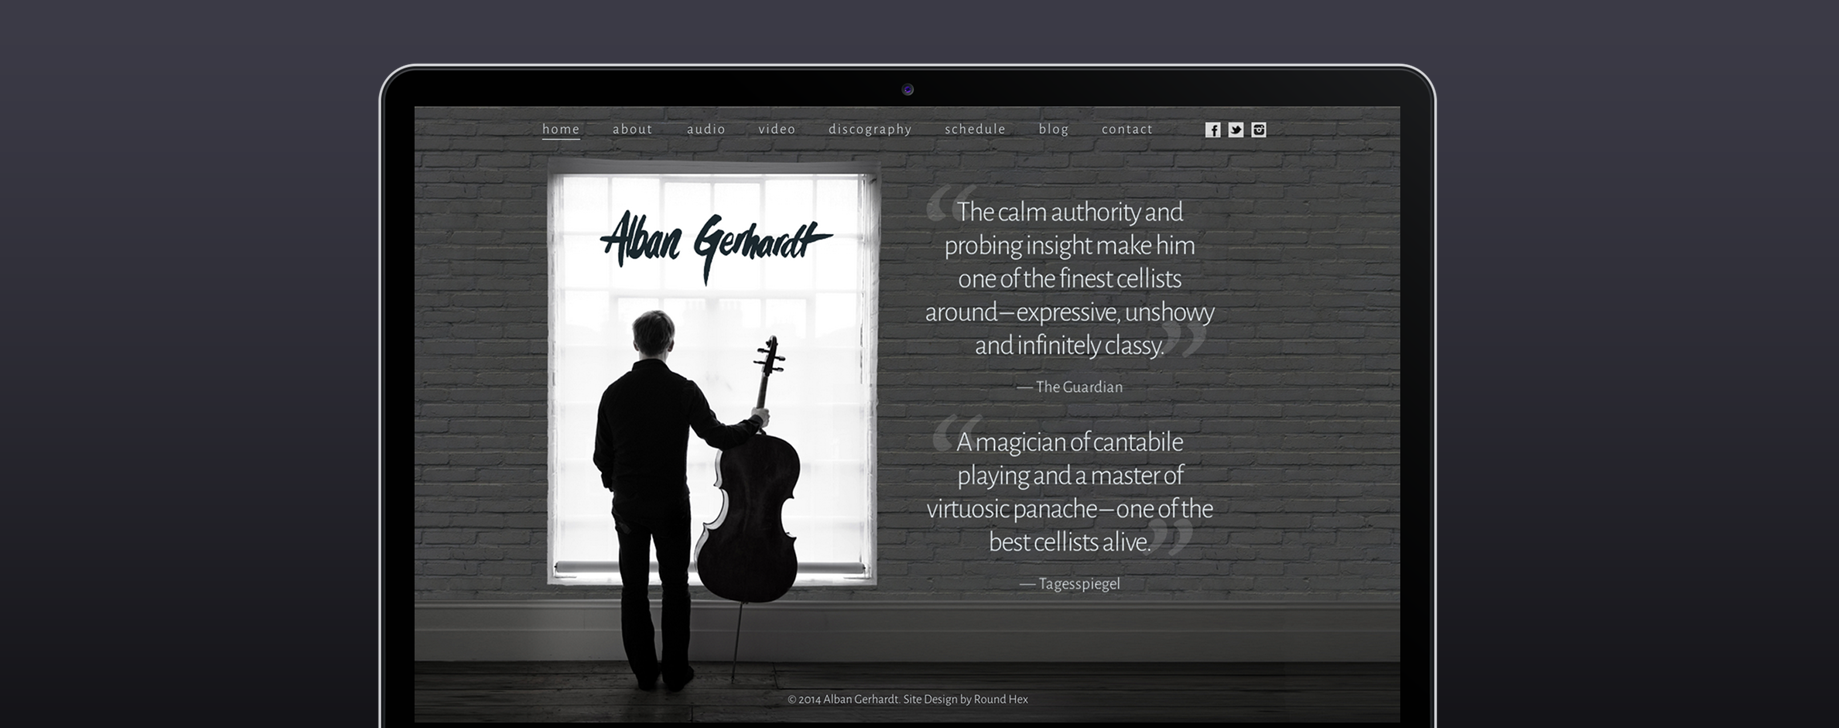 home about audio video discography schedule blog contact
Alban Gerhardt
“The calm authority and
probing insight make him
one of the finest cellists
around—expressive, unshowy
and infinitely classy.”
— The Guardian
“A magician of cantabile
playing and a master of
virtuosic panache—one of the
best cellists alive.”
— Tagesspiegel
© 2014 Alban Gerhardt. Site Design by Round Hex